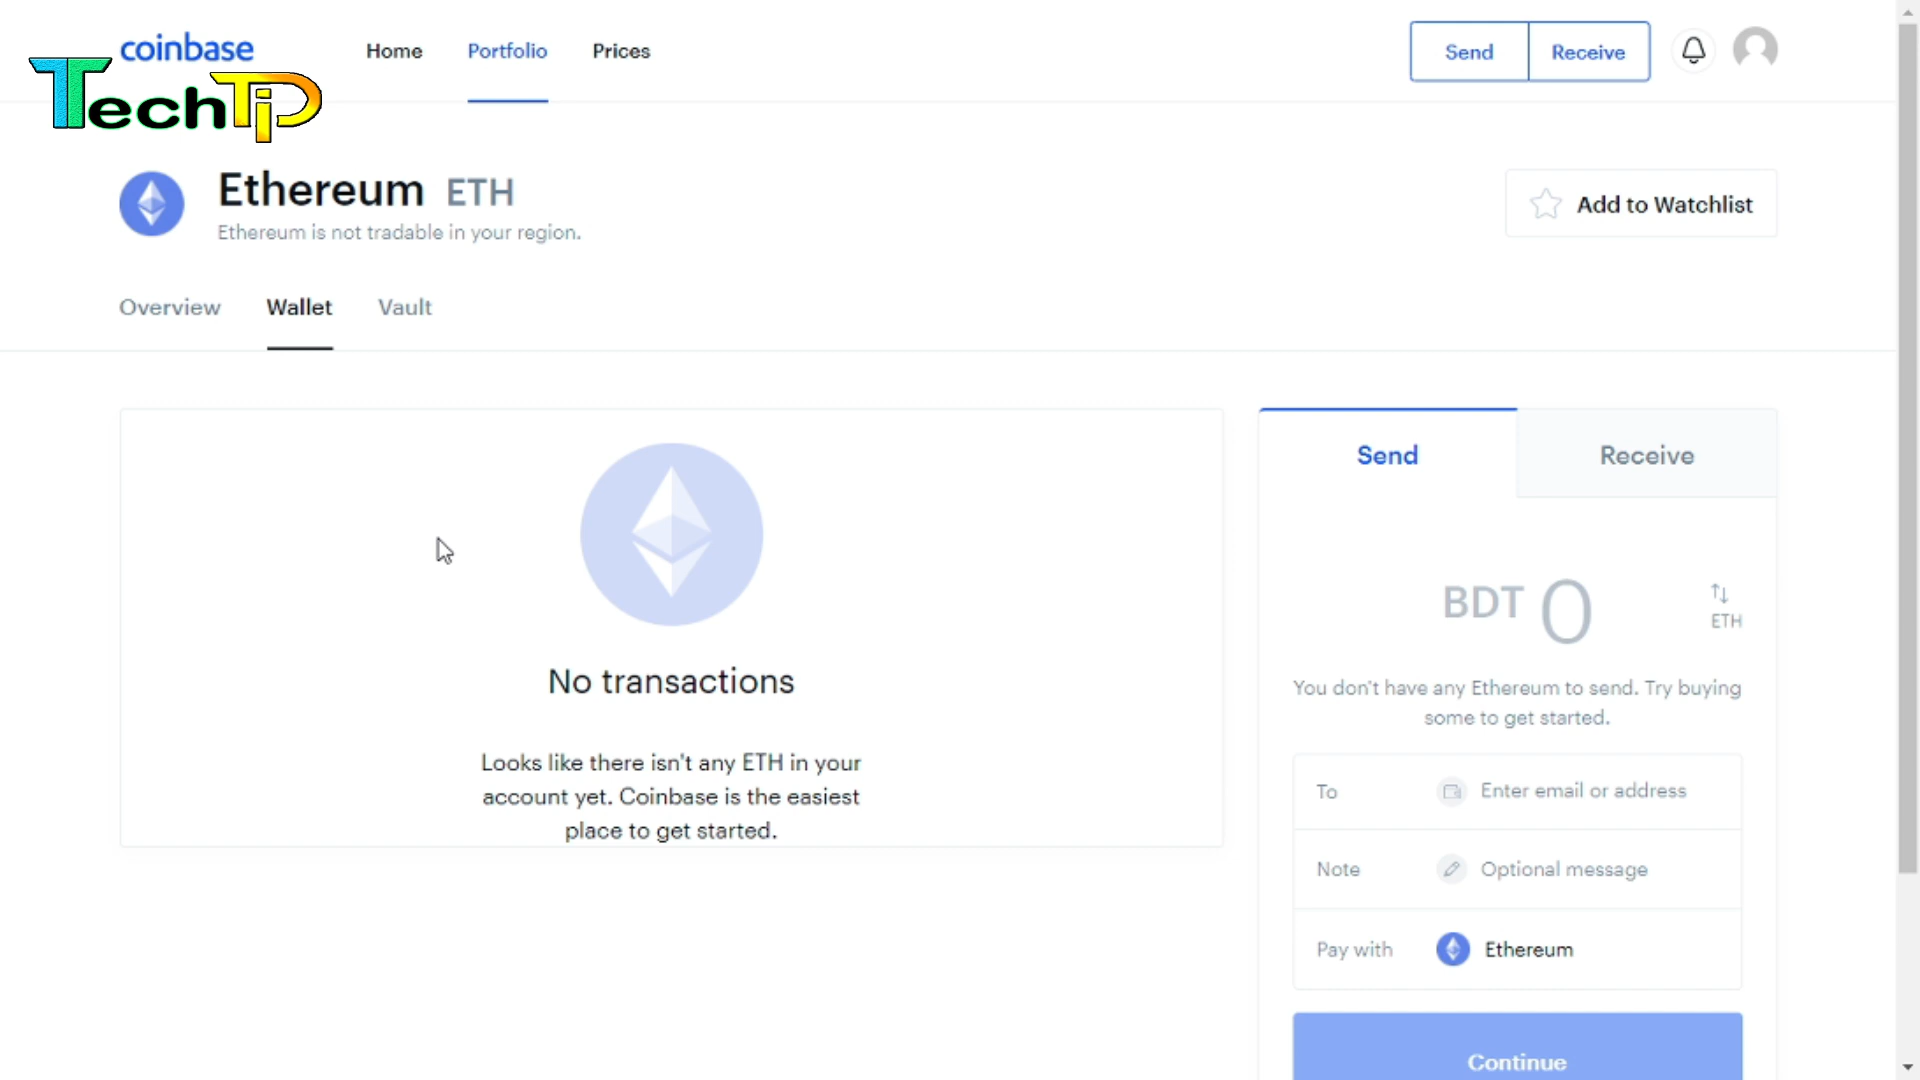 coinbase
Home
Portfolio
Prices
Send
Receive
TechTip
Ethereum ETH
Ethereum is not tradable in your region.
Add to Watchlist
Overview
Wallet
Vault
No transactions
Looks like there isn't any ETH in your
account yet. Coinbase is the easiest
place to get started.
Send
Receive
BDT 0
ETH
You don't have any Ethereum to send. Try buying
some to get started.
To
Enter email or address
Note
Optional message
Pay with
Ethereum
Continue